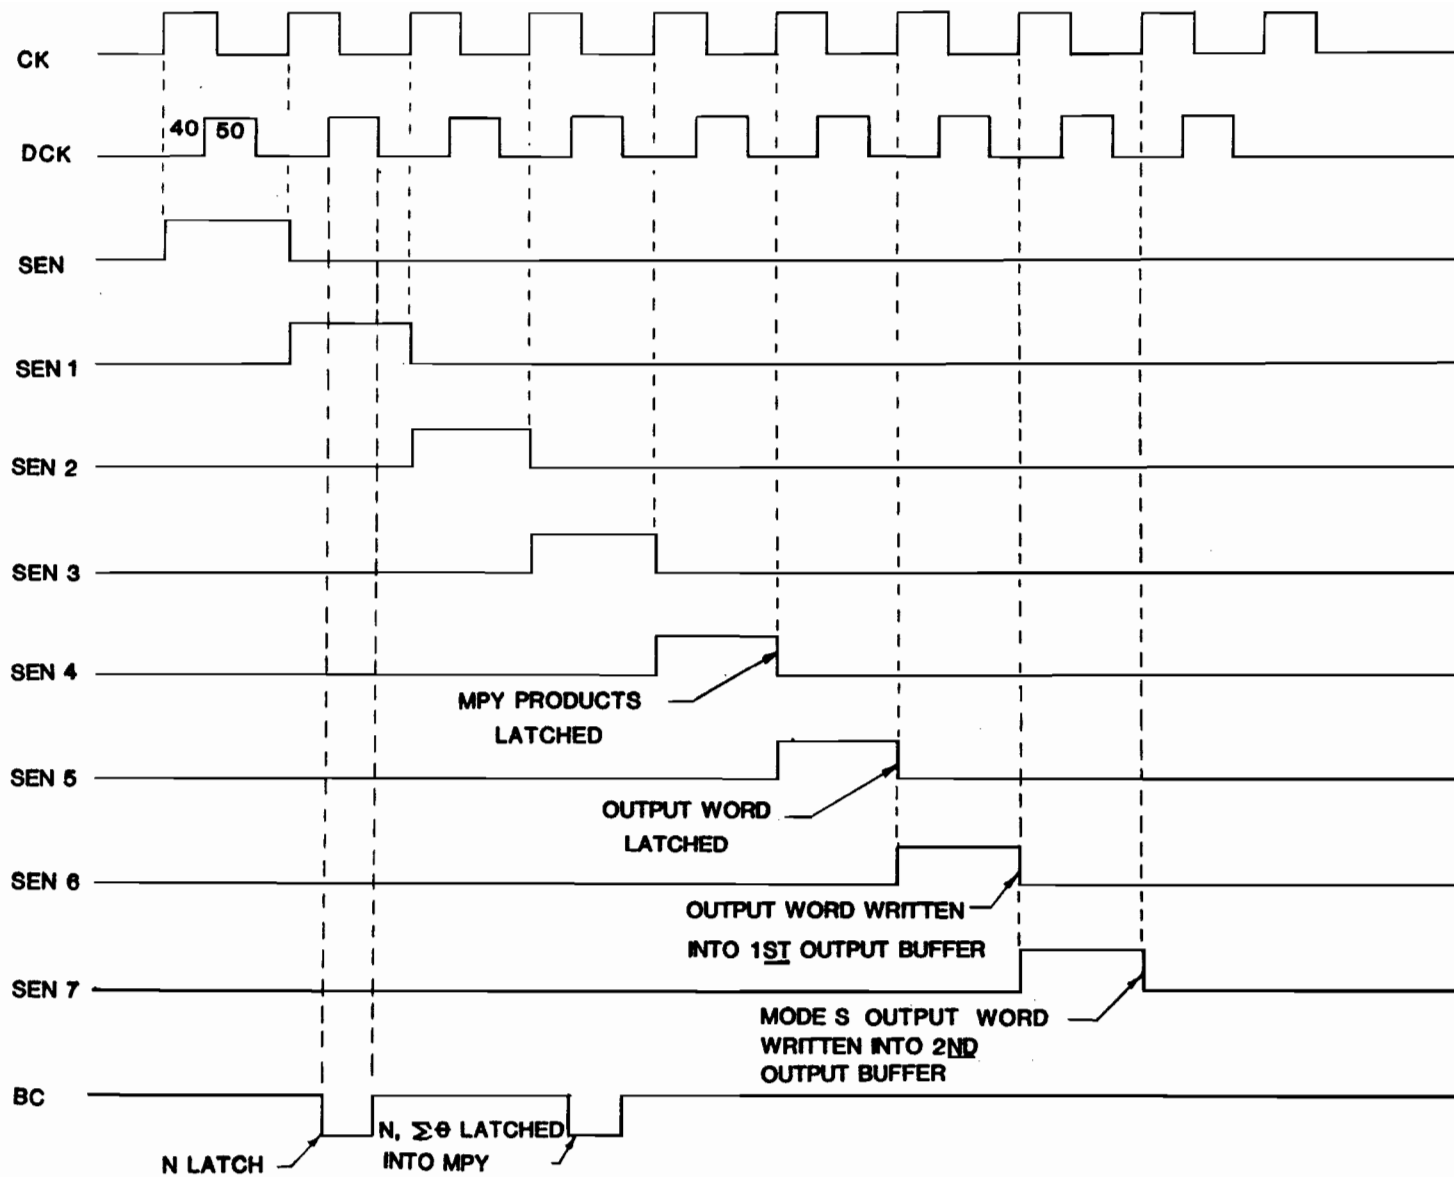 CK
40 50
DCK
SEN
SEN 1
SEN 2
SEN 3
SEN 4
MPY PRODUCTS
LATCHED
SEN 5
OUTPUT WORD
LATCHED
SEN 6
OUTPUT WORD WRITTEN
INTO 1ST OUTPUT BUFFER
SEN 7
MODE S OUTPUT WORD
WRITTEN INTO 2ND
OUTPUT BUFFER
BC
N LATCH
N, Σθ LATCHED
INTO MPY